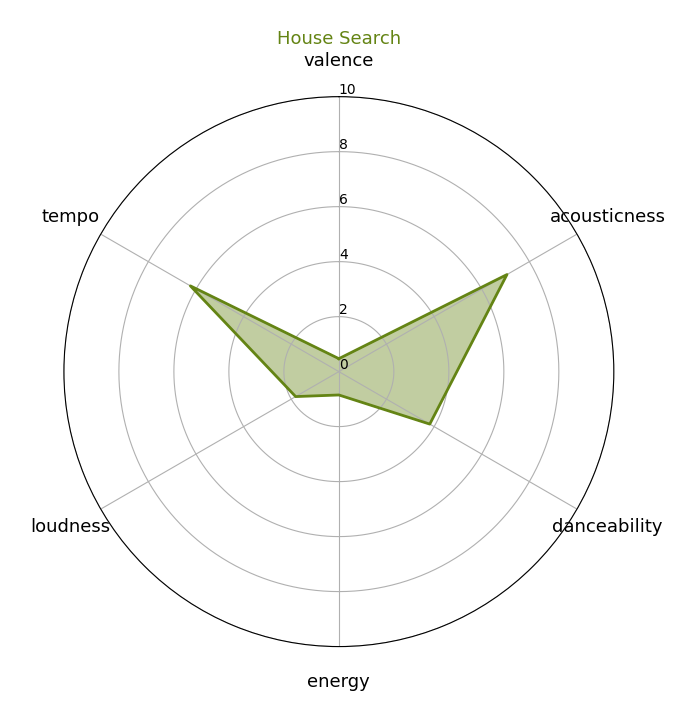 House Search
valence
10
8
6
4
2
0
tempo
acousticness
loudness
danceability
energy